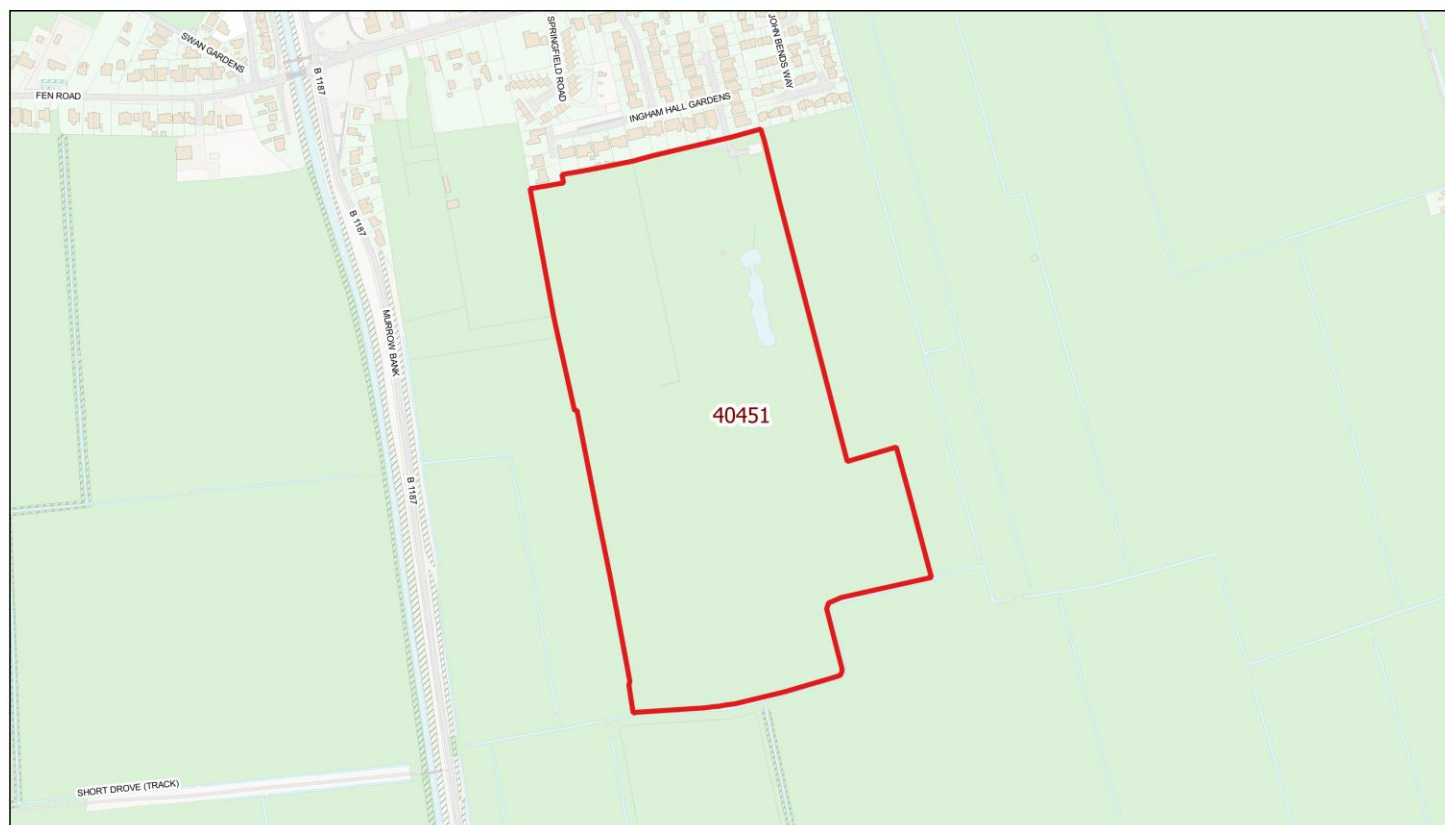 SWAN GARDENS
B 1187
SPRINGFIELD ROAD
JOHN BENDS WAY
FEN ROAD
INGHAM HALL GARDENS
B 1187
MURROW BANK
40451
B 1187
SHORT DROVE (TRACK)